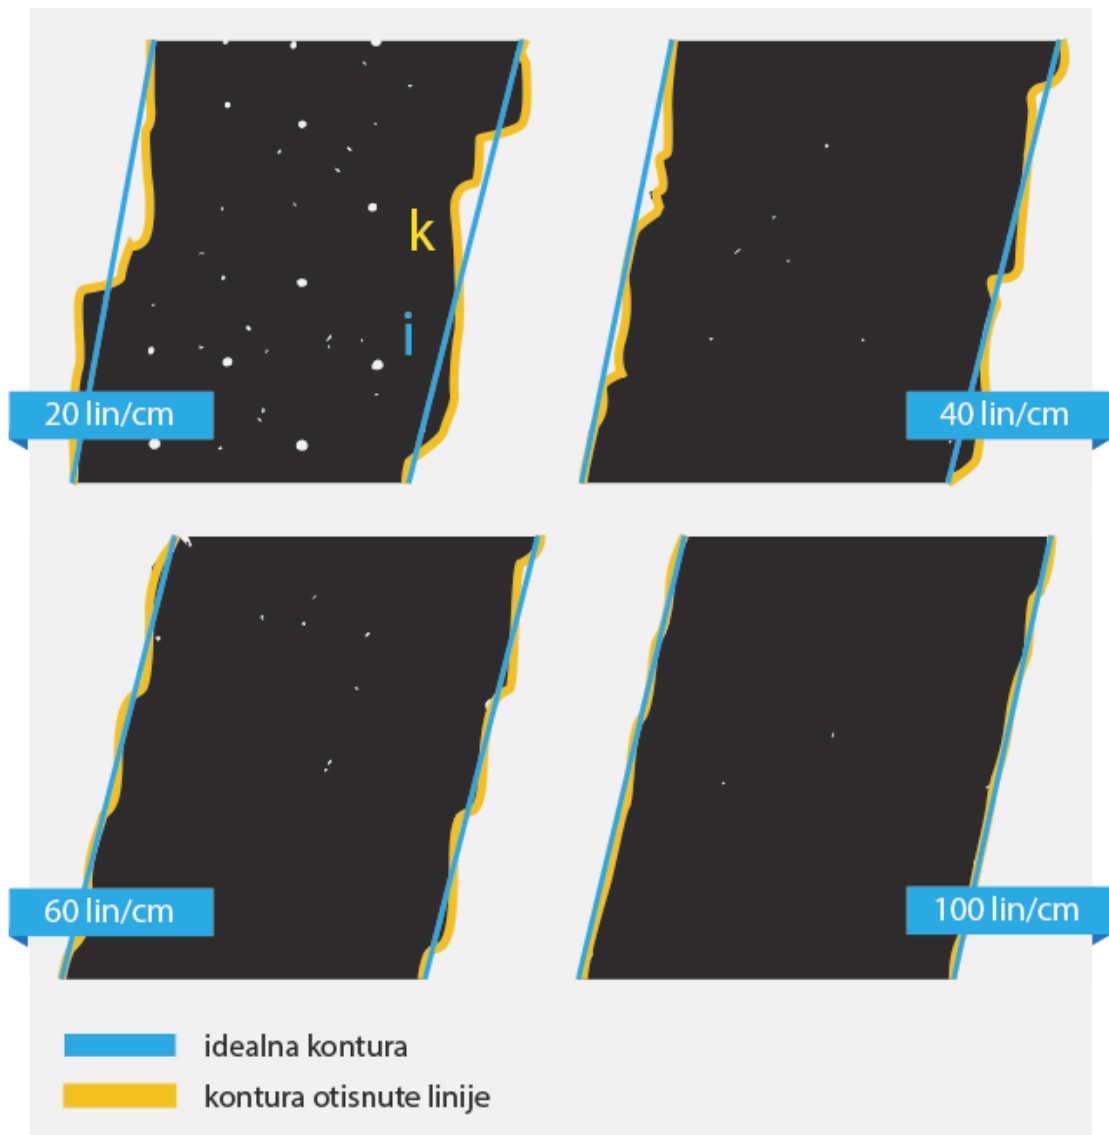 k
i
20 lin/cm
40 lin/cm
60 lin/cm
100 lin/cm
idealna kontura
kontura otisnute linije